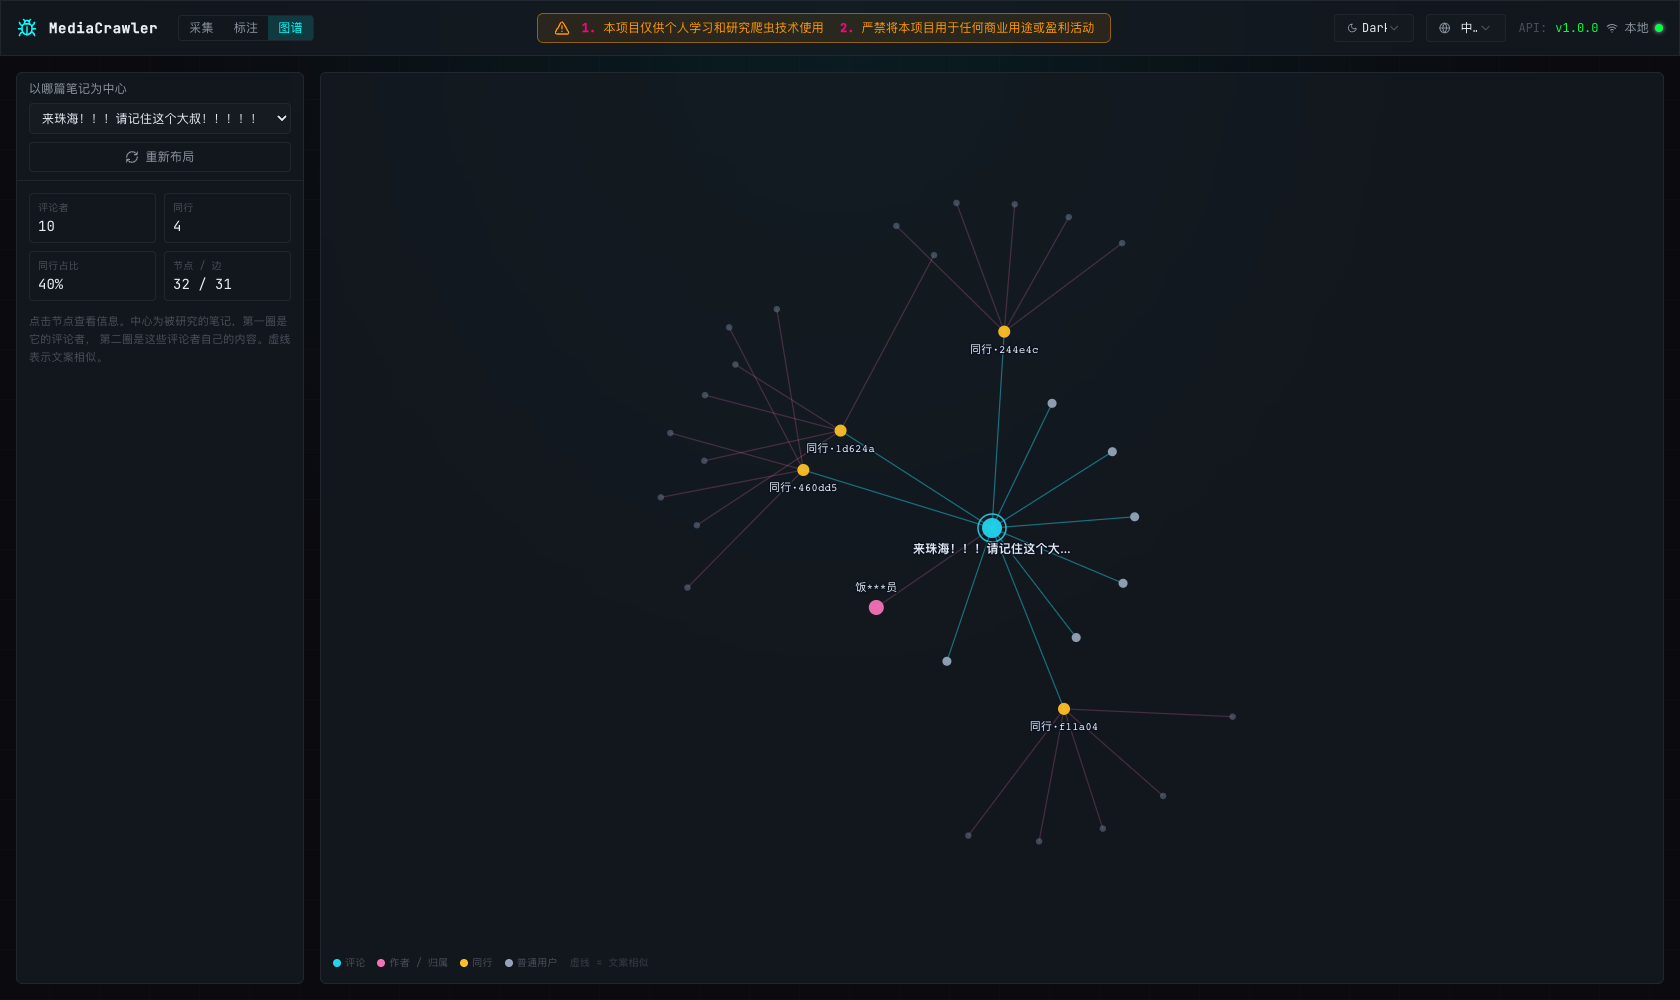 MediaCrawler
采集 标注 图谱
1. 本项目仅供个人学习和研究爬虫技术使用 2. 严禁将本项目用于任何商业用途或盈利活动
Dark
中..
API: v1.0.0 本地
以哪篇笔记为中心
来珠海！！！请记住这个大叔！！！！！
重新布局
评论者
10
同行
4
同行占比
40%
节点 / 边
32 / 31
点击节点查看信息。中心为被研究的笔记，第一圈是
它的评论者， 第二圈是这些评论者自己的内容。虚线
表示文案相似。
同行·244e4c
同行·1d624a
同行·460dd5
来珠海！！！请记住这个大...
饭***员
同行·f11a04
评论 作者 / 归属 同行 普通用户 虚线 = 文案相似